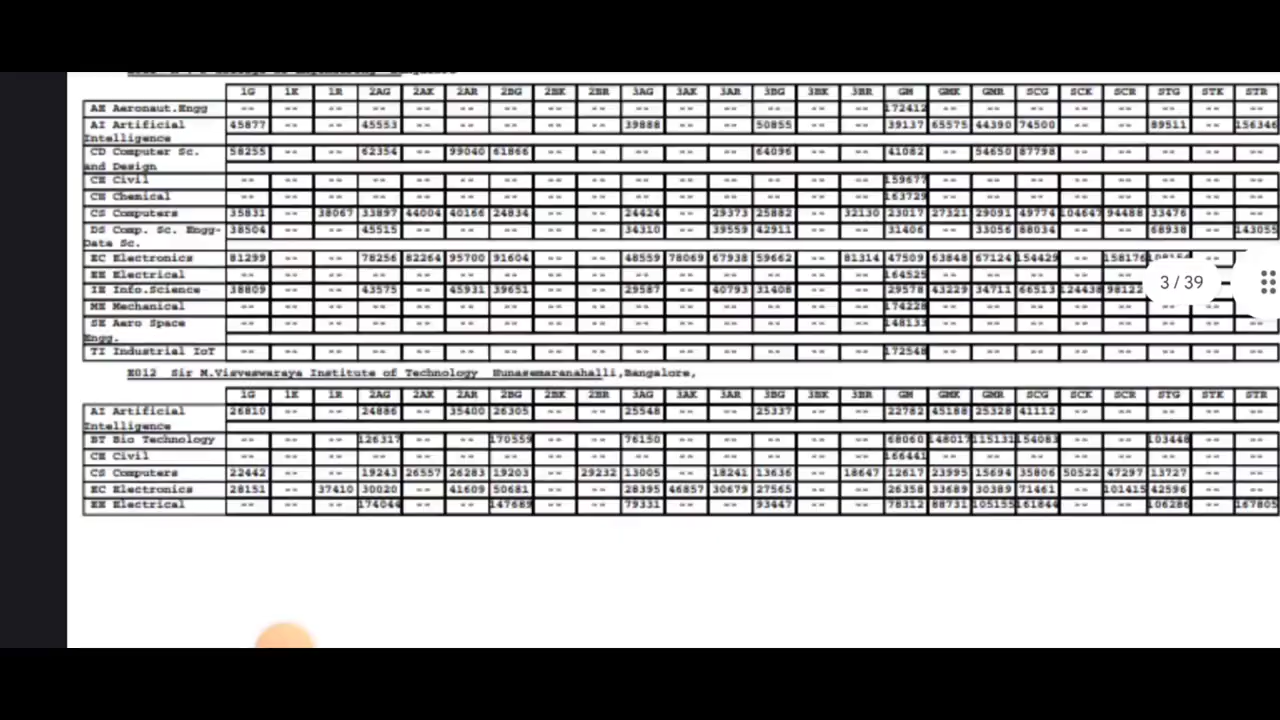 1G 1K 1R 2AG 2AK 2AR 2BG 2BK 2BR 3AG 3AK 3AR 3BG 3BK 3BR GM GMK GMR SCG SCK SCR STG STK STR
AE Aeronaut.Engg -- -- -- -- -- -- -- -- -- -- -- -- -- -- -- 172412 -- -- -- -- -- -- -- --
AI Artificial 45877 -- -- 45553 -- -- -- -- -- 39888 -- -- 50855 -- -- 39137 65575 44390 74500 -- -- 89511 -- 156346
Intelligence
CD Computer Sc. 58255 -- -- 62354 -- 99040 61866 -- -- -- -- -- 64096 -- -- 41082 -- 54650 87798 -- -- -- -- --
and Design
CE Civil -- -- -- -- -- -- -- -- -- -- -- -- -- -- -- 159677 -- -- -- -- -- -- -- --
CH Chemical -- -- -- -- -- -- -- -- -- -- -- -- -- -- -- 163729 -- -- -- -- -- -- -- --
CS Computers 35831 -- 38067 33897 44004 40166 24834 -- -- 24424 -- 29373 25882 -- 32130 23017 27321 29091 49774 104647 94488 33476 -- --
DS Comp. Sc. Engg- 38504 -- -- 45515 -- -- -- -- -- 34310 -- 39559 42911 -- -- 31406 -- 33056 88034 -- -- 68938 -- 143055
Data Sc.
EC Electronics 81299 -- -- 78256 82264 95700 91604 -- -- 48559 78069 67938 59662 -- 81314 47509 63848 67124 154429 -- 158176
EE Electrical -- -- -- -- -- -- -- -- -- -- -- -- -- -- -- 164525 -- -- -- -- --
IE Info.Science 38809 -- -- 43575 -- 45931 39651 -- -- 29587 -- 40793 31408 -- -- 29578 43229 34711 66513 124438 98122
ME Mechanical -- -- -- -- -- -- -- -- -- -- -- -- -- -- -- 174228 -- -- -- -- -- -- -- --
SE Aero Space -- -- -- -- -- -- -- -- -- -- -- -- -- -- -- 148133 -- -- -- -- -- -- -- --
Engg.
TI Industrial IoT -- -- -- -- -- -- -- -- -- -- -- -- -- -- -- 172548 -- -- -- -- -- -- -- --
3 / 39
E012 Sir M.Visveswaraya Institute of Technology Hunasemaranahalli,Bangalore,
1G 1K 1R 2AG 2AK 2AR 2BG 2BK 2BR 3AG 3AK 3AR 3BG 3BK 3BR GM GMK GMR SCG SCK SCR STG STK STR
AI Artificial 26810 -- -- 24886 -- 35400 26305 -- -- 25548 -- -- 25337 -- -- 22782 45188 25328 41112 -- -- -- -- --
Intelligence
BT Bio Technology -- -- -- 126317 -- -- 170559 -- -- 76150 -- -- -- -- -- 68060 148017 115131 154083 -- -- 103448 -- --
CE Civil -- -- -- -- -- -- -- -- -- -- -- -- -- -- -- 166441 -- -- -- -- -- -- -- --
CS Computers 22442 -- -- 19243 26557 26283 19203 -- 29232 13005 -- 18241 13636 -- 18647 12617 23995 15694 35806 50522 47297 13727 -- --
EC Electronics 28151 -- 37410 30020 -- 41609 50681 -- -- 28395 46857 30679 27565 -- -- 26358 33689 30389 71461 -- 101415 42596 -- --
EE Electrical -- -- -- 174044 -- -- 147689 -- -- 79331 -- -- 93447 -- -- 78312 88731 105155 161844 -- -- 106286 -- 167805